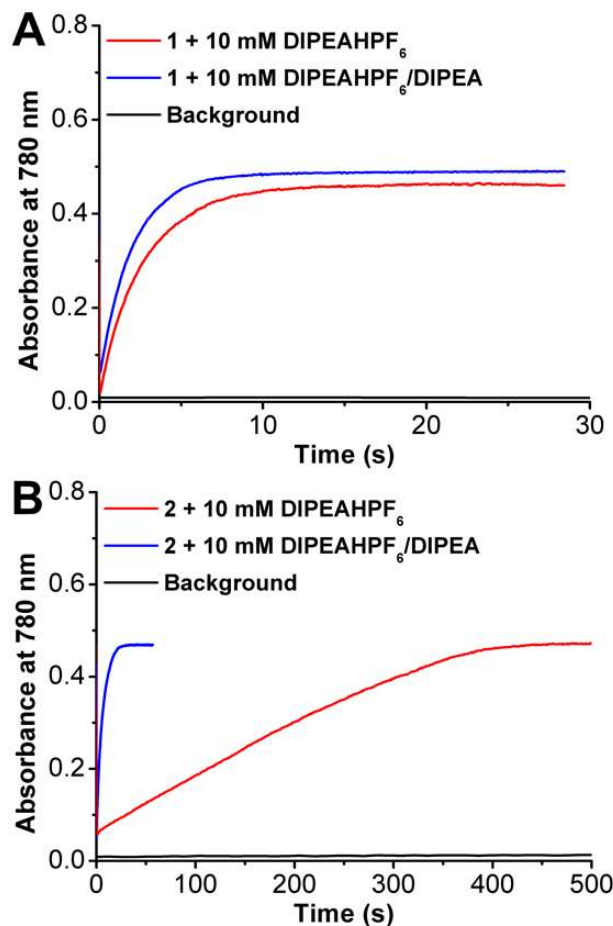 A
1 + 10 mM DIPEAHPF₆
1 + 10 mM DIPEAHPF₆/DIPEA
Background
Absorbance at 780 nm
0.8
0.6
0.4
0.2
0.0
0 10 20 30
Time (s)
B
2 + 10 mM DIPEAHPF₆
2 + 10 mM DIPEAHPF₆/DIPEA
Background
Absorbance at 780 nm
0.8
0.6
0.4
0.2
0.0
0 100 200 300 400 500
Time (s)